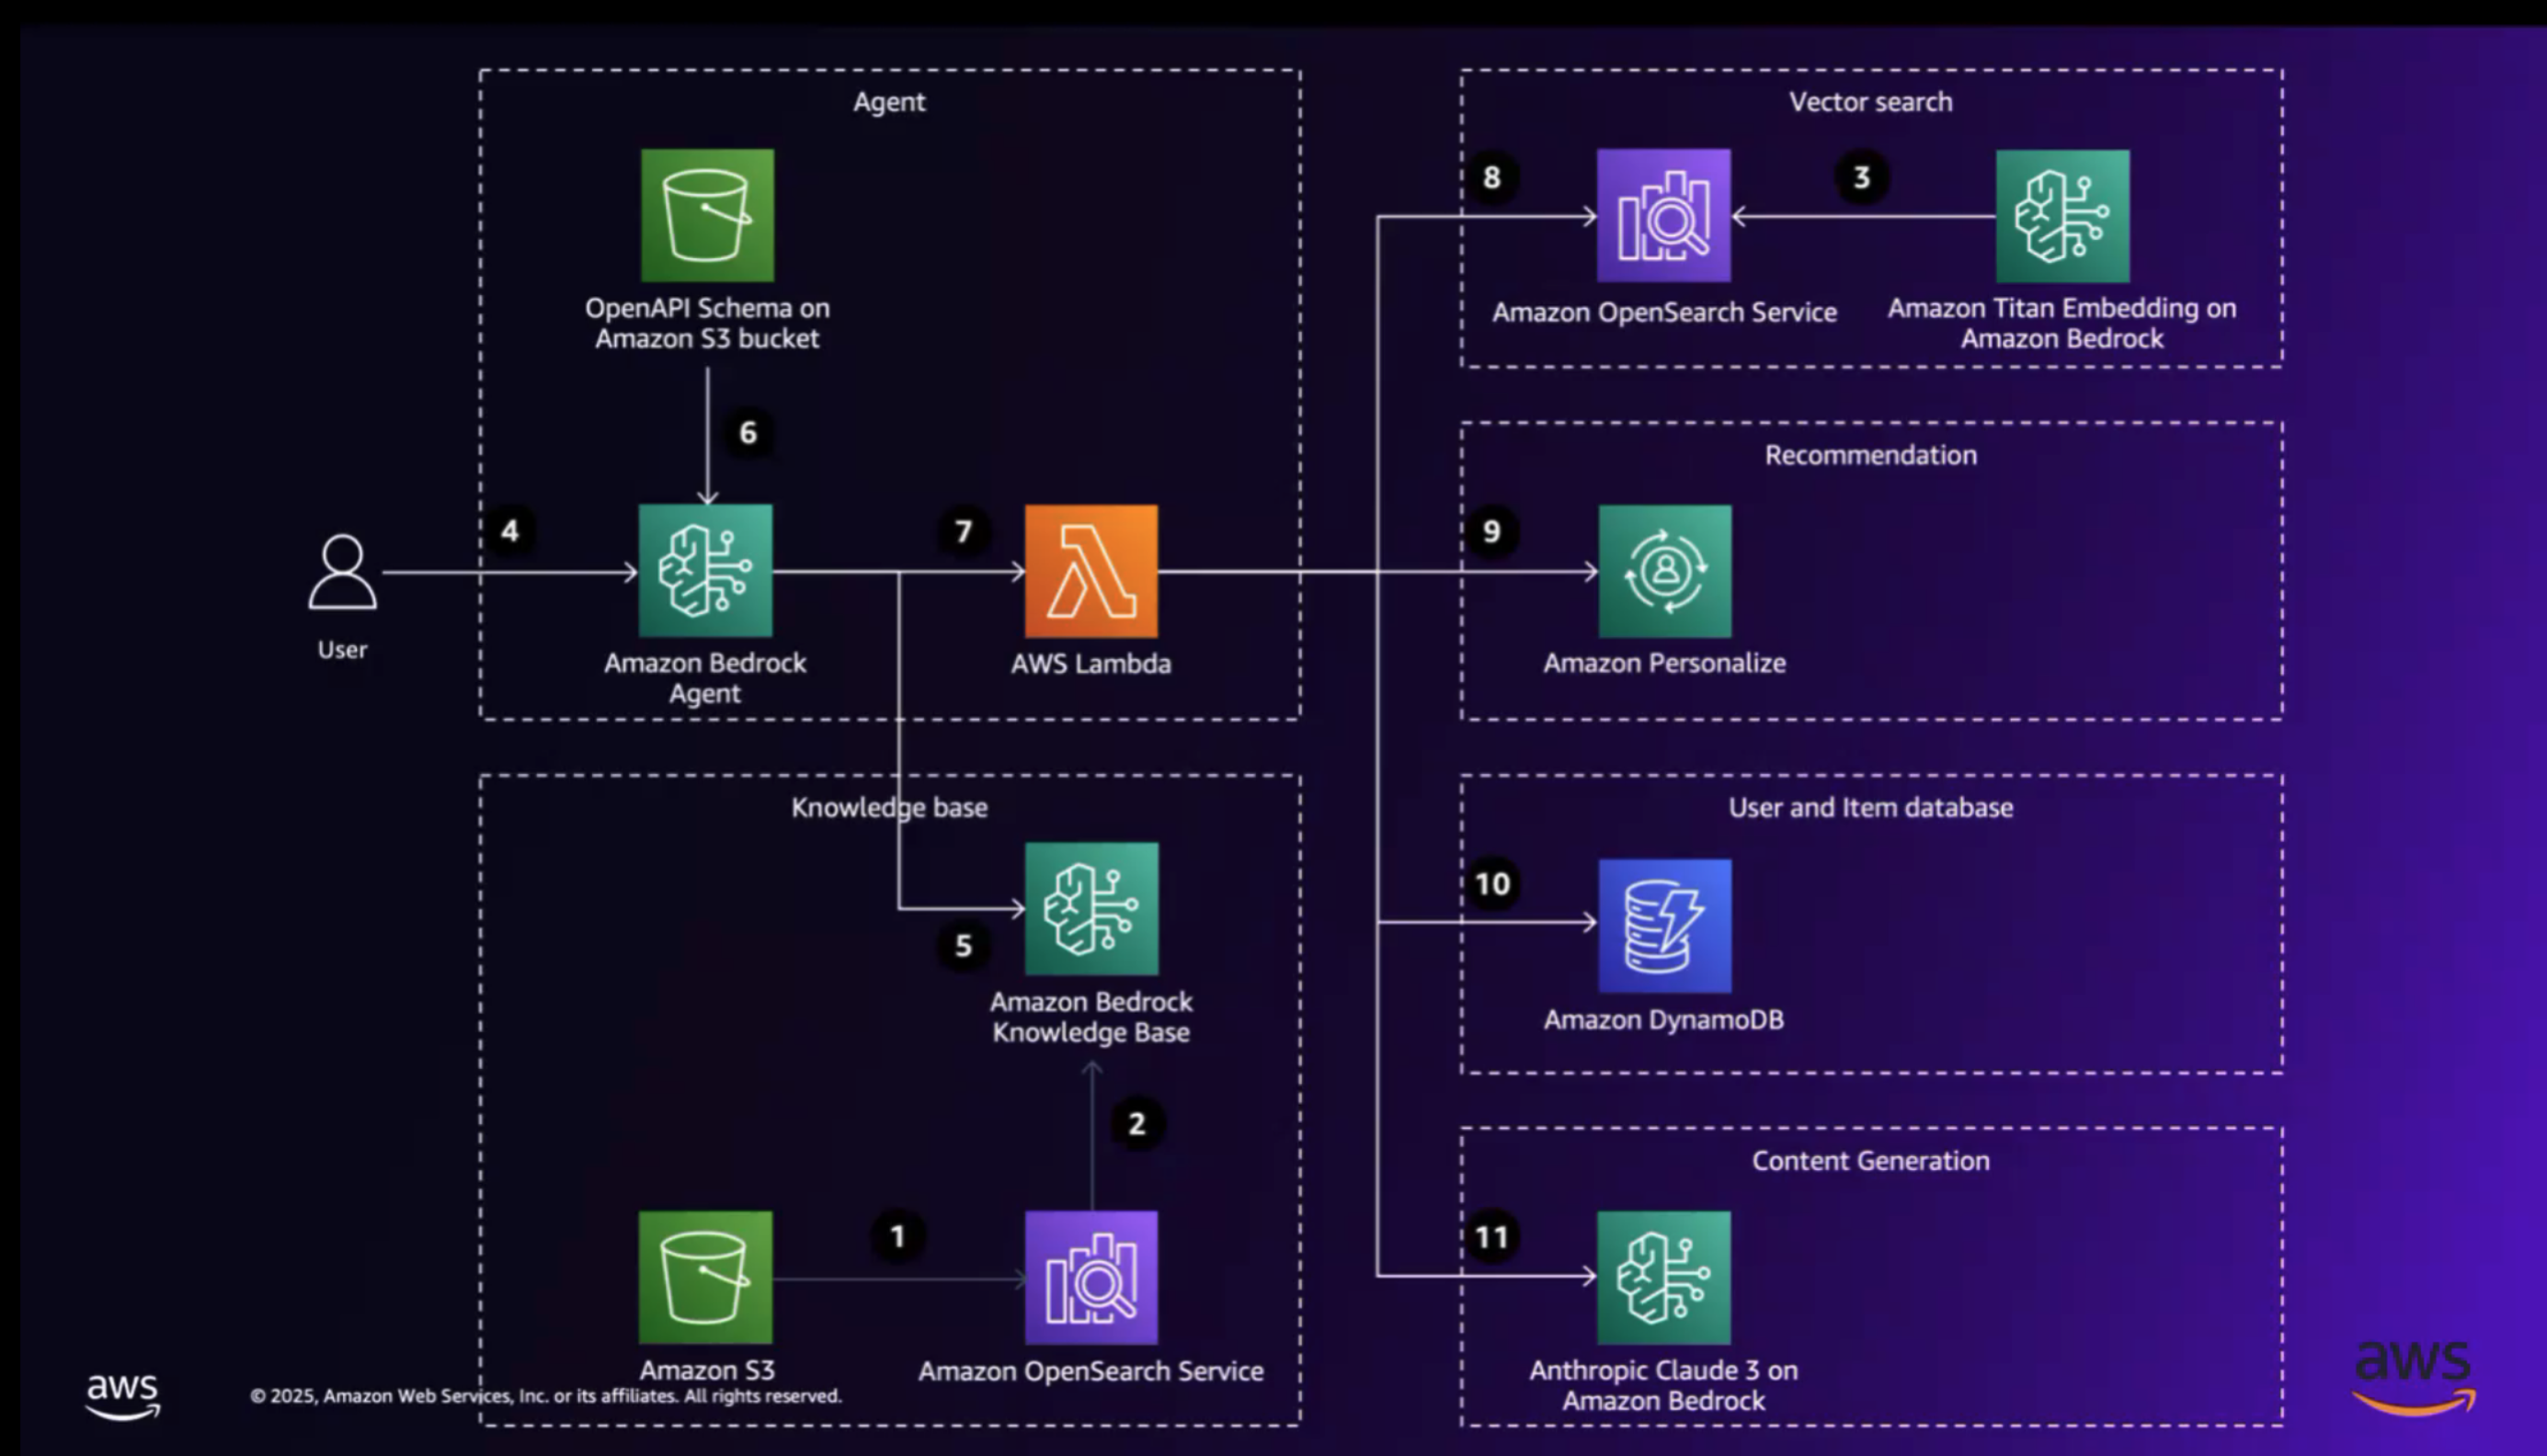 Agent
OpenAPI Schema on
Amazon S3 bucket
6
4
7
User
Amazon Bedrock
Agent
AWS Lambda
Knowledge base
5
Amazon Bedrock
Knowledge Base
2
1
Amazon S3
Amazon OpenSearch Service
Vector search
8
3
Amazon OpenSearch Service
Amazon Titan Embedding on
Amazon Bedrock
Recommendation
9
Amazon Personalize
User and Item database
10
Amazon DynamoDB
Content Generation
11
Anthropic Claude 3 on
Amazon Bedrock
aws
© 2025, Amazon Web Services, Inc. or its affiliates. All rights reserved.
aws